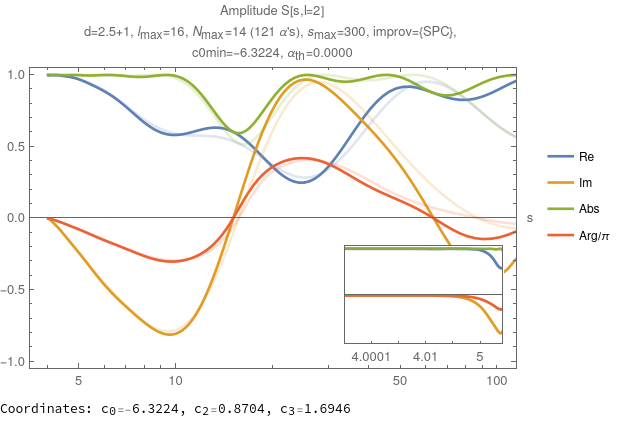 Amplitude S[s,l=2]
d=2.5+1, lmax=16, Nmax=14 (121 α's), smax=300, improv={SPC},
c0min=−6.3224, αth=0.0000
1.0
0.5
0.0
−0.5
−1.0
5
10
50
100
s
4.0001
4.01
5
Re
Im
Abs
Arg/π
Coordinates: c0=−6.3224, c2=0.8704, c3=1.6946